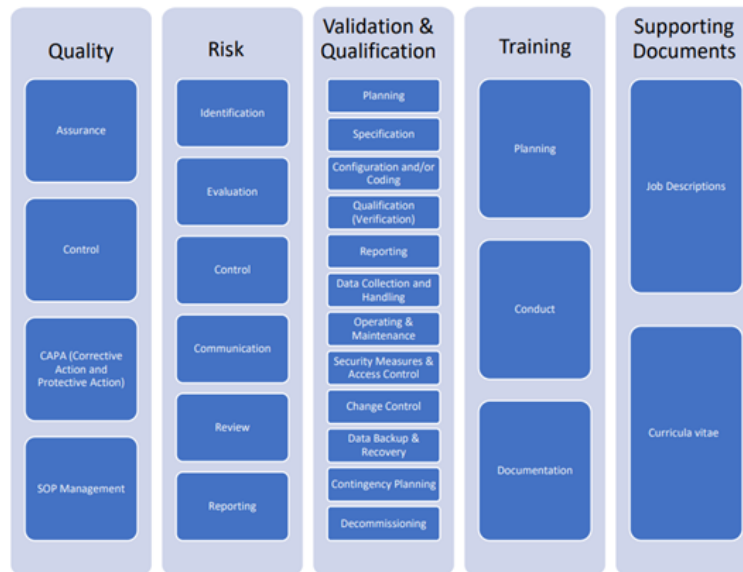 Quality
Assurance
Control
CAPA (Corrective
Action and
Protective Action)
SOP Management
Risk
Identification
Evaluation
Control
Communication
Review
Reporting
Validation &
Qualification
Planning
Specification
Configuration and/or
Coding
Qualification
(Verification)
Reporting
Data Collection and
Handling
Operating &
Maintenance
Security Measures &
Access Control
Change Control
Data Backup &
Recovery
Contingency Planning
Decommissioning
Training
Planning
Conduct
Documentation
Supporting
Documents
Job Descriptions
Curricula vitae